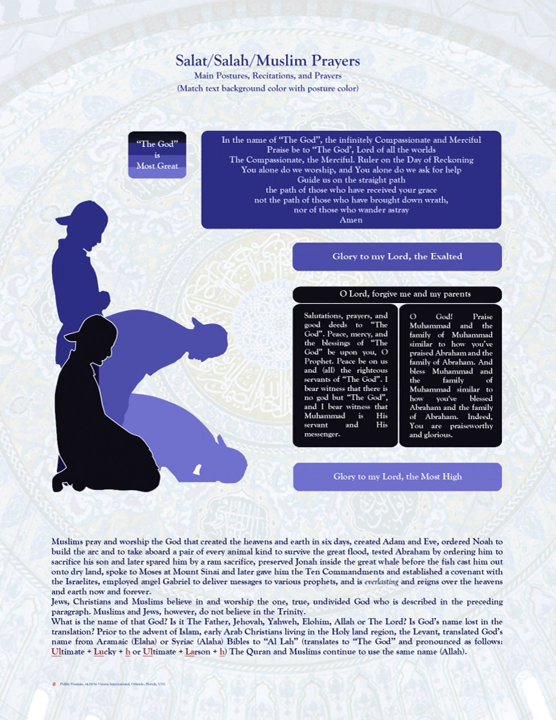 Salat/Salah/Muslim Prayers
Main Postures, Recitations, and Prayers
(Match text background color with posture color)
"The God"
is
Most Great
In the name of "The God", the infinitely Compassionate and Merciful
Praise be to "The God', Lord of all the worlds
The Compassionate, the Merciful. Ruler on the Day of Reckoning
You alone do we worship, and You alone do we ask for help
Guide us on the straight path
the path of those who have received your grace
not the path of those who have brought down wrath,
nor of those who wander astray
Amen
Glory to my Lord, the Exalted
O Lord, forgive me and my parents
Salutations, prayers, and
good deeds to "The
God". Peace, mercy, and
the blessings of "The
God" be upon you, O
Prophet. Peace be on us
and (all) the righteous
servants of "The God". I
bear witness that there is
no god but "The God",
and I bear witness that
Muhammad is His
servant and His
messenger.
O God! Praise
Muhammad and the
family of Muhammad
similar to how you've
praised Abraham and the
family of Abraham. And
bless Muhammad and
the family of
Muhammad similar to
how you've blessed
Abraham and the family
of Abraham. Indeed,
You are praiseworthy
and glorious.
Glory to my Lord, the Most High
Muslims pray and worship the God that created the heavens and earth in six days, created Adam and Eve, ordered Noah to
build the arc and to take aboard a pair of every animal kind to survive the great flood, tested Abraham by ordering him to
sacrifice his son and later spared him by a ram sacrifice, preserved Jonah inside the great whale before the fish cast him out
onto dry land, spoke to Moses at Mount Sinai and later gave him the Ten Commandments and established a covenant with
the Israelites, employed angel Gabriel to deliver messages to various prophets, and is everlasting and reigns over the heavens
and earth now and forever.
Jews, Christians and Muslims believe in and worship the one, true, undivided God who is described in the preceding
paragraph. Muslims and Jews, however, do not believe in the Trinity.
What is the name of that God? Is it The Father, Jehovah, Yahweh, Elohim, Allah or The Lord? Is God's name lost in the
translation? Prior to the advent of Islam, early Arab Christians living in the Holy land region, the Levant, translated God's
name from Aramaic (Elaha) or Syriac (Alaha) Bibles to "Al Lah" (translates to "The God" and pronounced as follows:
Ultimate + Lucky + h or Ultimate + Larson + h) The Quran and Muslims continue to use the same name (Allah).